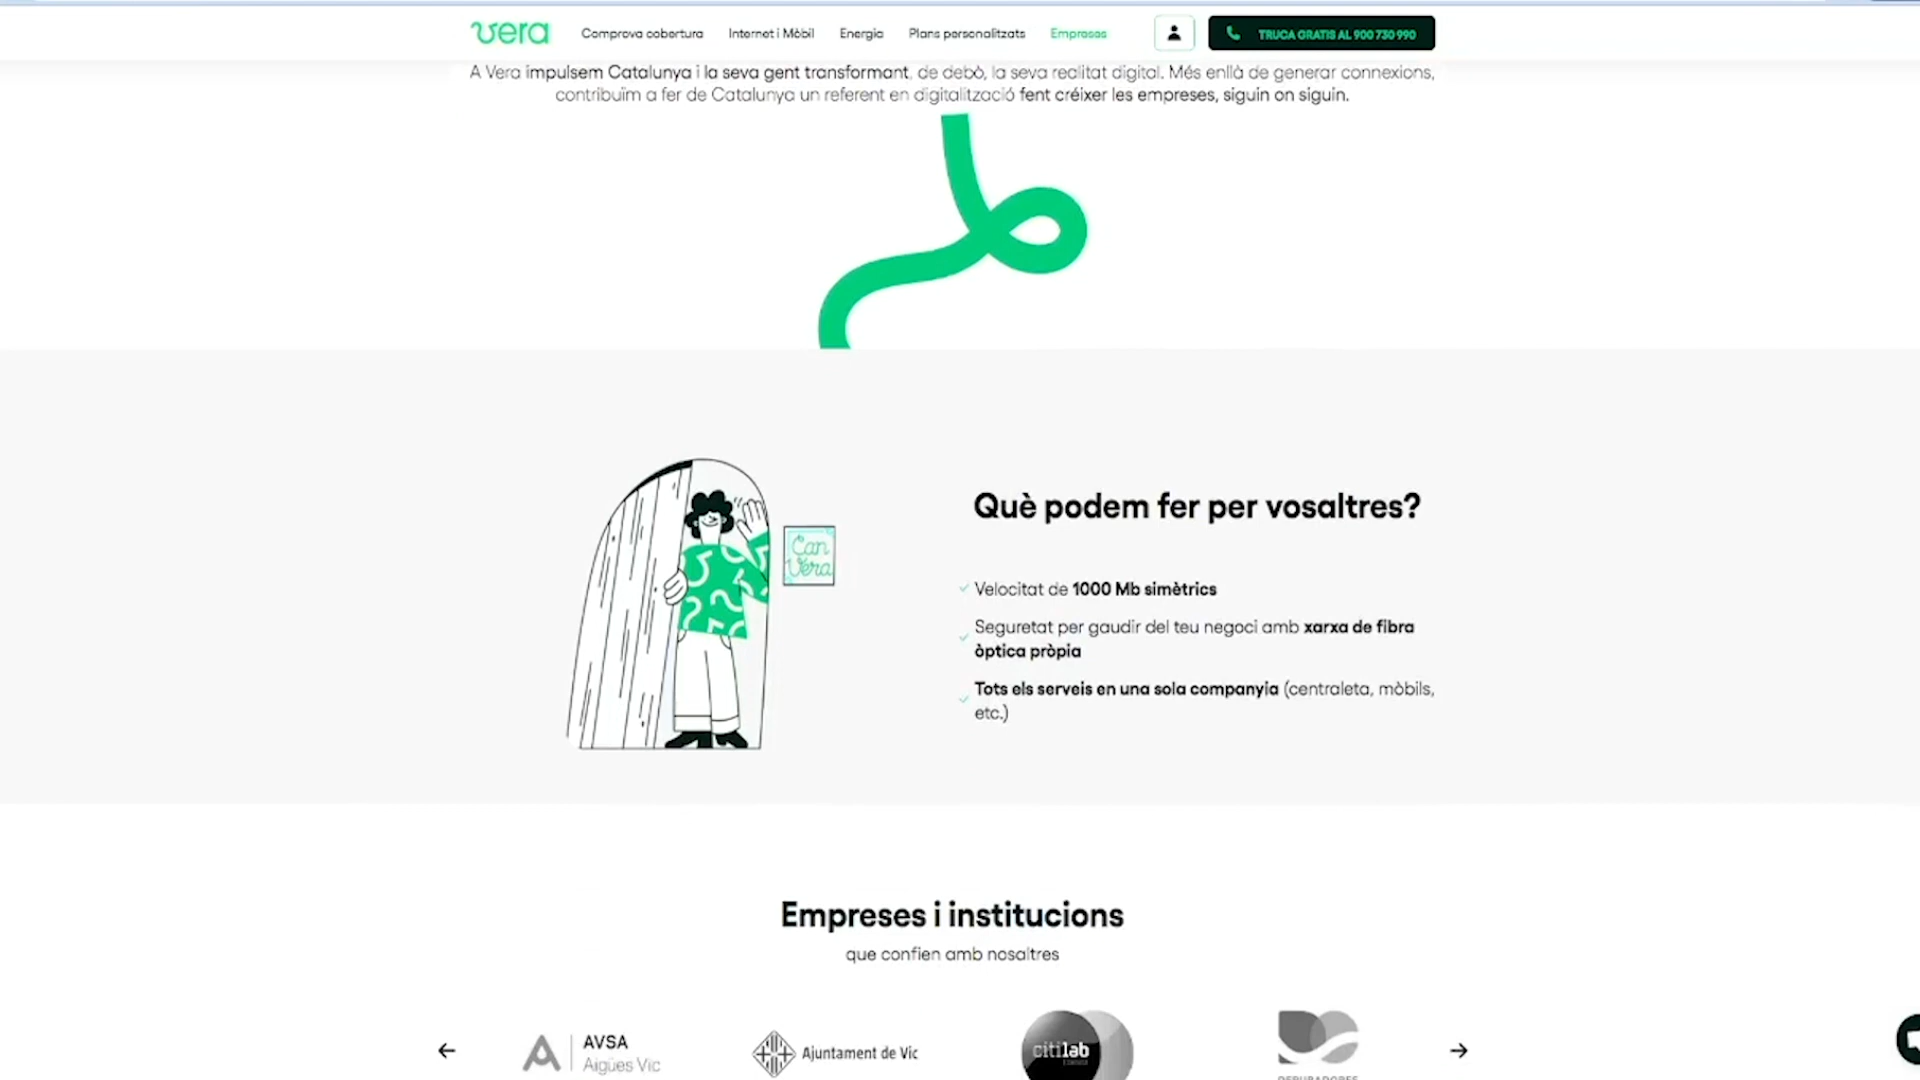 vera
Comprova cobertura
Internet i Mòbil
Energia
Plans personalitzats
Empreses
TRUCA GRATIS AL 900 730 990
A Vera impulsem Catalunya i la seva gent transformant, de debò, la seva realitat digital. Més enllà de generar connexions,
contribuïm a fer de Catalunya un referent en digitalització fent créixer les empreses, siguin on siguin.
Can
Vera
Què podem fer per vosaltres?
Velocitat de 1000 Mb simètrics
Seguretat per gaudir del teu negoci amb xarxa de fibra
òptica pròpia
Tots els serveis en una sola companyia (centraleta, mòbils,
etc.)
Empreses i institucions
que confien amb nosaltres
AVSA
Aigües Vic
Ajuntament de Vic
citilab
DEPURADORES